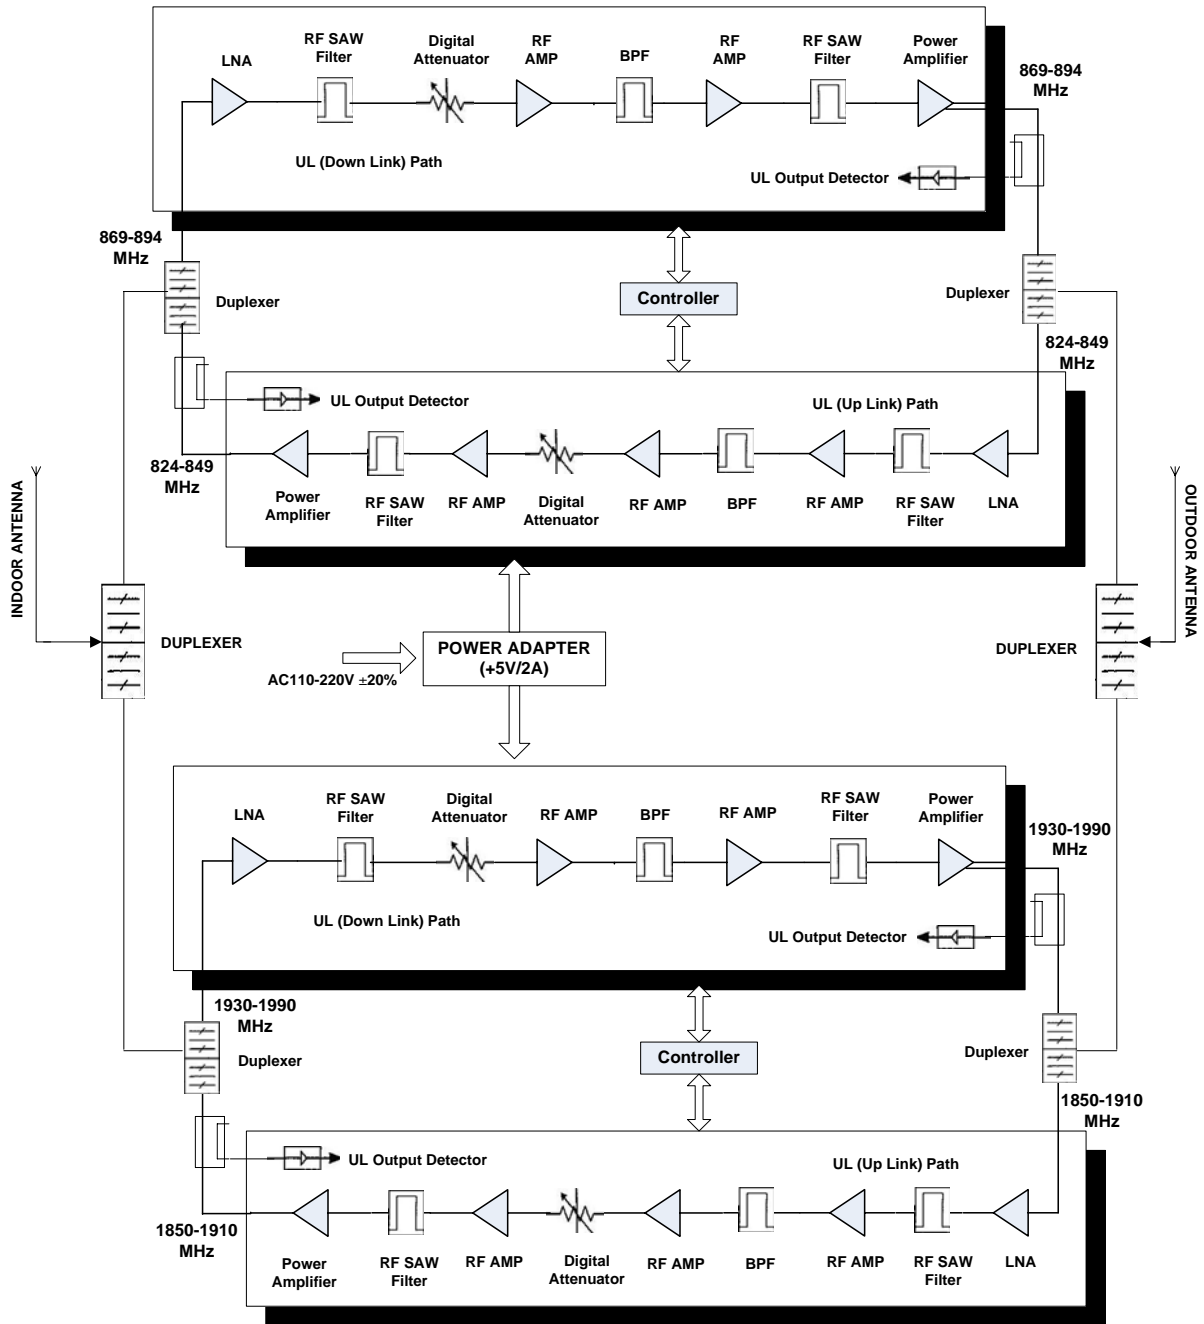 LNA
RF SAW
Filter
Digital
Attenuator
RF
AMP
BPF
RF
AMP
RF SAW
Filter
Power
Amplifier
869-894
MHz
UL (Down Link) Path
UL Output Detector
869-894
MHz
Duplexer
Controller
Duplexer
824-849
MHz
UL Output Detector
UL (Up Link) Path
824-849
MHz
Power
Amplifier
RF SAW
Filter
RF AMP
Digital
Attenuator
RF AMP
BPF
RF AMP
RF SAW
Filter
LNA
INDOOR ANTENNA
OUTDOOR ANTENNA
DUPLEXER
POWER ADAPTER
(+5V/2A)
AC110-220V ±20%
DUPLEXER
LNA
RF SAW
Filter
Digital
Attenuator
RF AMP
BPF
RF AMP
RF SAW
Filter
Power
Amplifier
1930-1990
MHz
UL (Down Link) Path
UL Output Detector
1930-1990
MHz
Duplexer
Controller
Duplexer
1850-1910
MHz
UL Output Detector
UL (Up Link) Path
1850-1910
MHz
Power
Amplifier
RF SAW
Filter
RF AMP
Digital
Attenuator
RF AMP
BPF
RF AMP
RF SAW
Filter
LNA